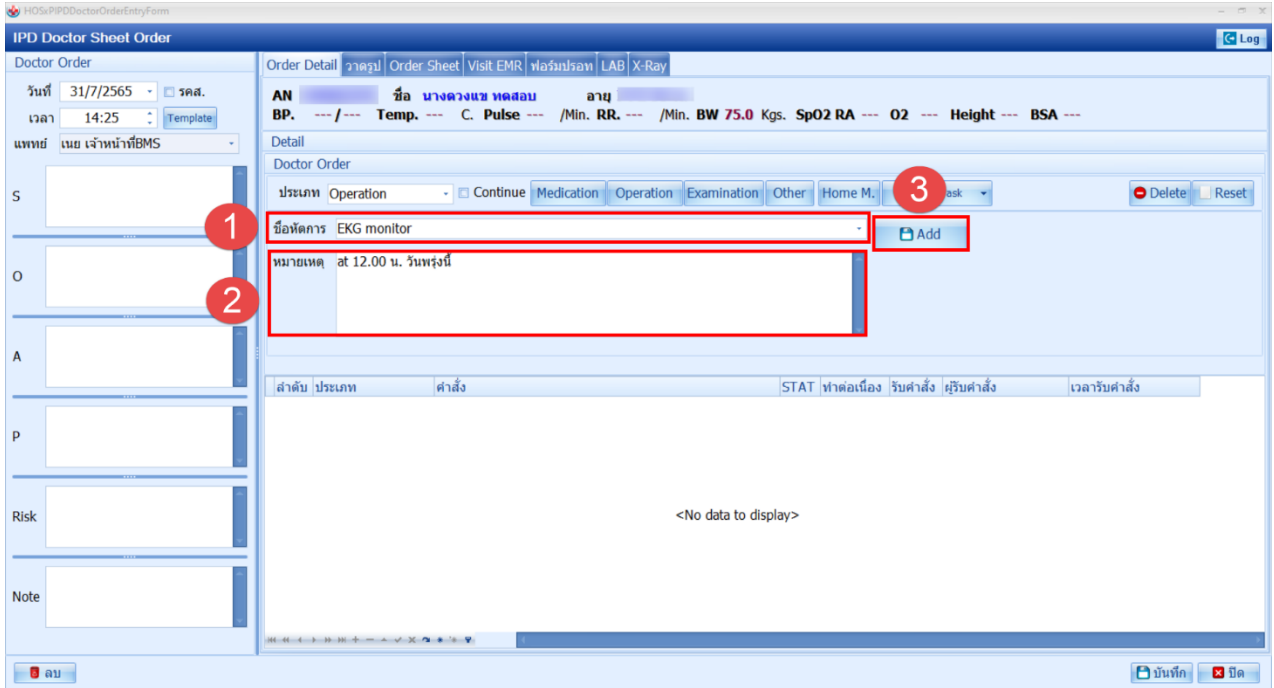 HOSxPIPDDoctorOrderEntryForm
IPD Doctor Sheet Order
Log
Doctor Order
วันที่ 31/7/2565 รคส.
เวลา 14:25 Template
แพทย์ เนย เจ้าหน้าที่BMS
S
O
A
P
Risk
Note
Order Detail วาดรูป Order Sheet Visit EMR ฟอร์มปรอท LAB X-Ray
AN ชื่อ นางดวงแข ทดสอบ อายุ
BP. --- / --- Temp. --- C. Pulse --- /Min. RR. --- /Min. BW 75.0 Kgs. SpO2 RA --- O2 --- Height --- BSA ---
Detail
Doctor Order
ประเภท Operation Continue Medication Operation Examination Other Home M. 3 ask Delete Reset
1 ชื่อหัตการ EKG monitor Add
2 หมายเหตุ at 12.00 น. วันพรุ่งนี้
ลำดับ ประเภท คำสั่ง STAT ทำต่อเนื่อง รับคำสั่ง ผู้รับคำสั่ง เวลารับคำสั่ง
<No data to display>
ลบ บันทึก ปิด